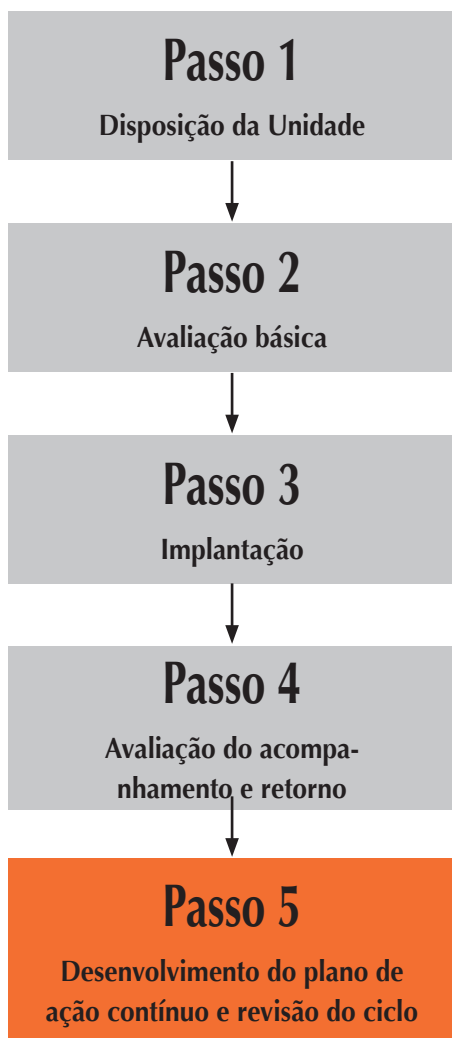 Passo 1
Disposição da Unidade
Passo 2
Avaliação básica
Passo 3
Implantação
Passo 4
Avaliação do acompa-
nhamento e retorno
Passo 5
Desenvolvimento do plano de
ação contínuo e revisão do ciclo